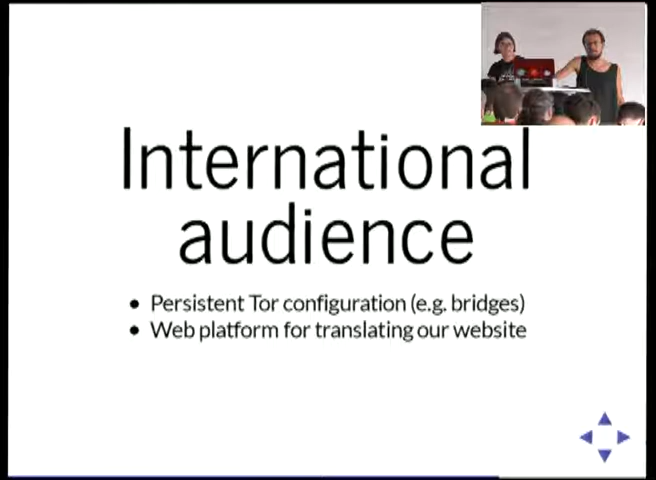 International
audience
• Persistent Tor configuration (e.g. bridges)
• Web platform for translating our website